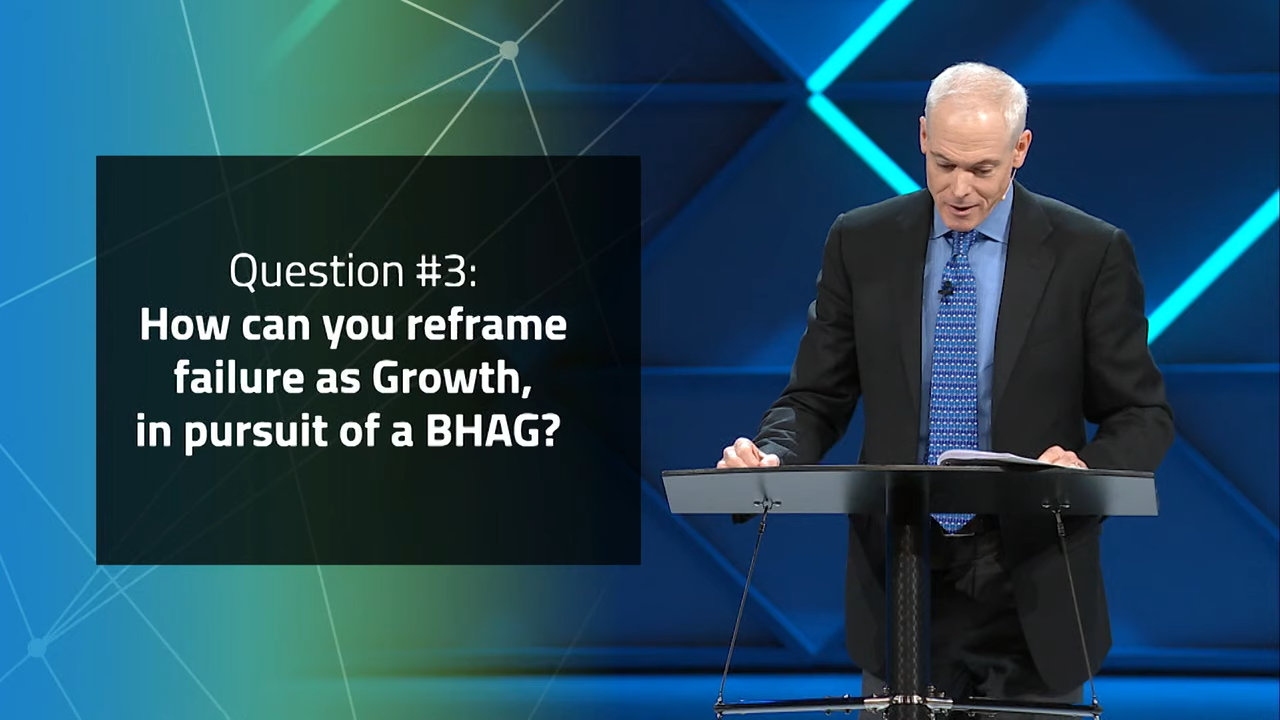 Question #3:
How can you reframe
failure as Growth,
in pursuit of a BHAG?